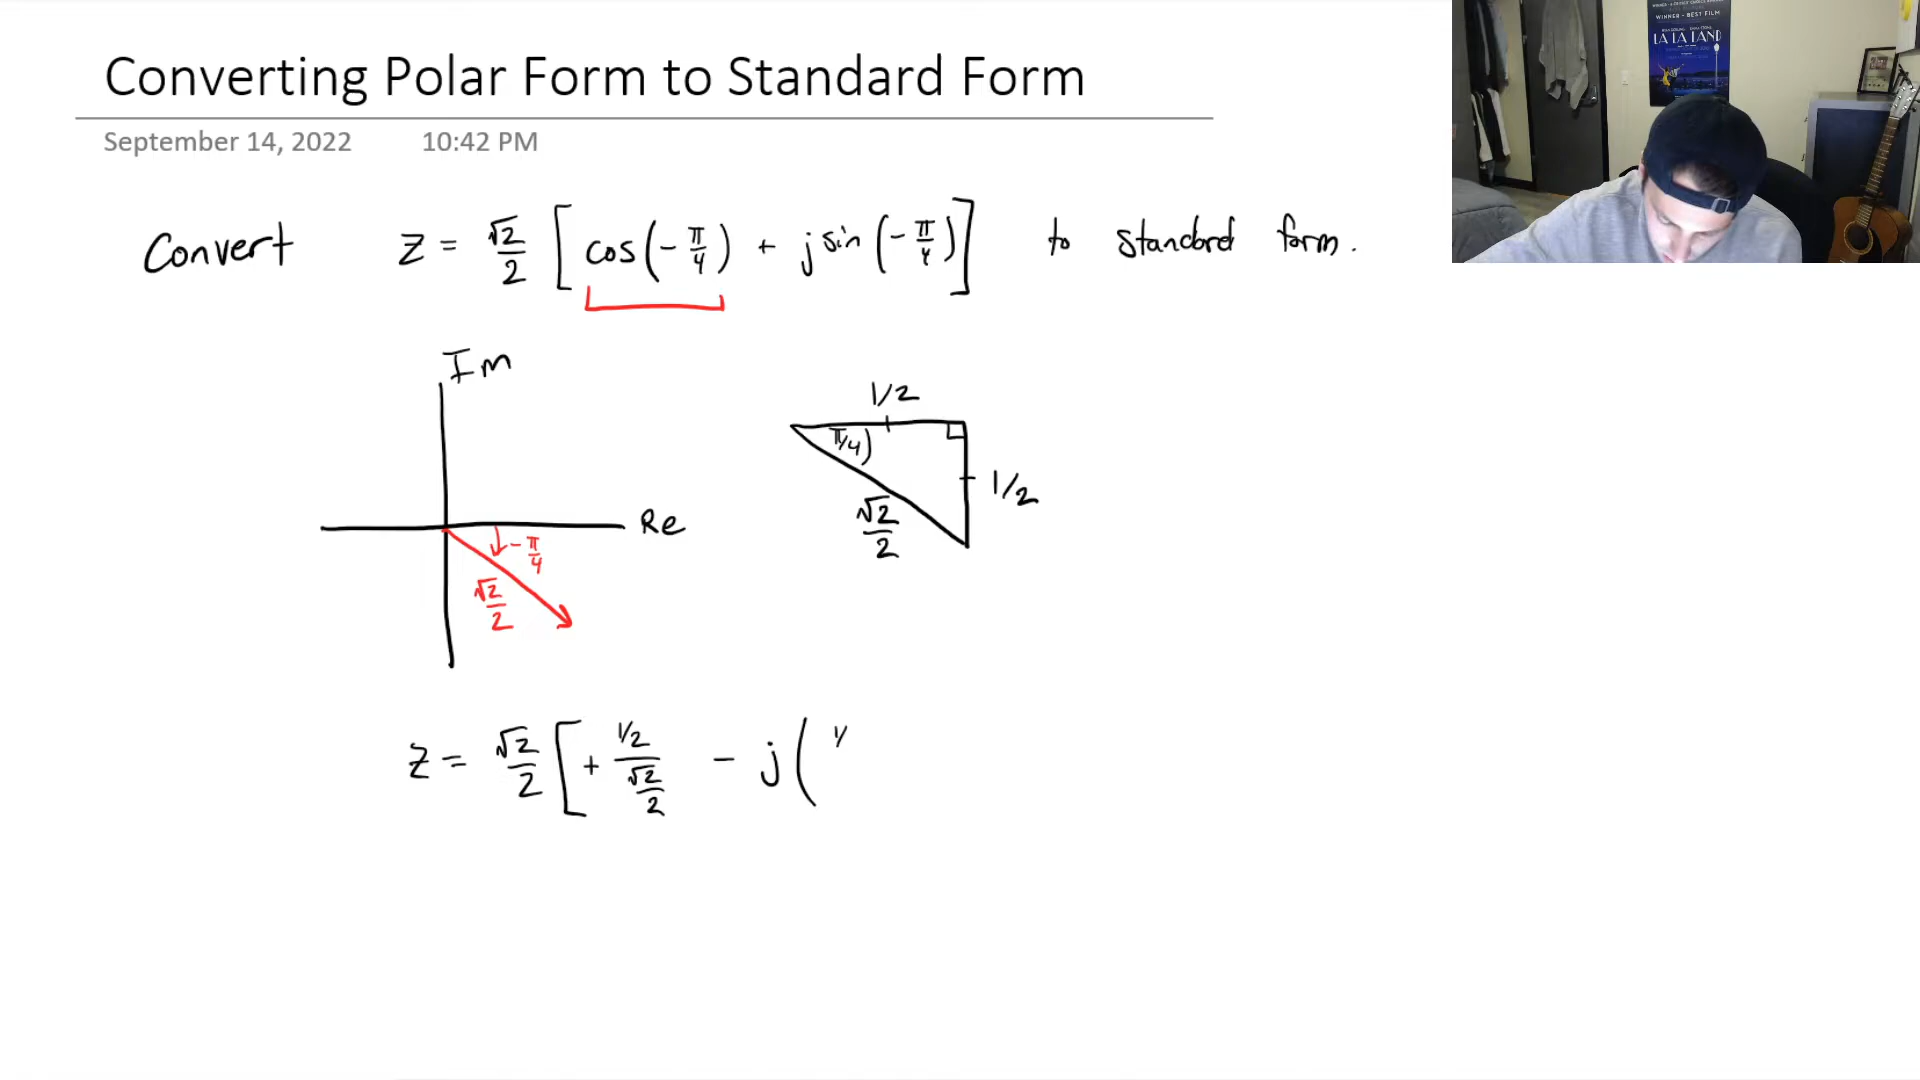 Converting Polar Form to Standard Form
September 14, 2022 10:42 PM
Convert z = √2/2 [cos(-π/4) + j sin(-π/4)] to standard form.
Im
Re
-π/4
√2/2
1/2
π/4
1/2
√2/2
z = √2/2 [+ (1/2)/(√2/2) - j( 1/
WINNER - BEST FILM
LA LA LAND